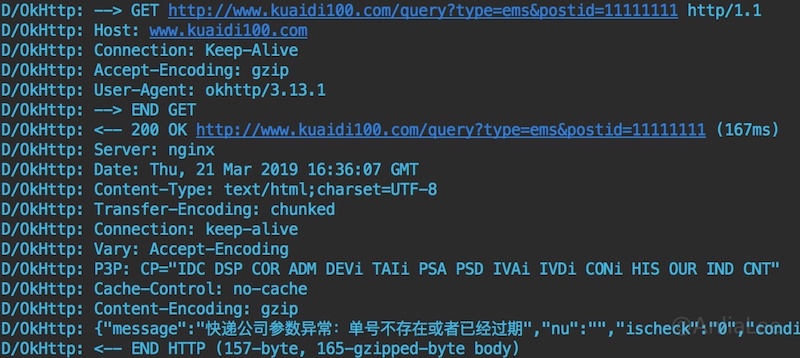 D/OkHttp: --> GET http://www.kuaidi100.com/query?type=ems&postid=11111111 http/1.1
D/OkHttp: Host: www.kuaidi100.com
D/OkHttp: Connection: Keep-Alive
D/OkHttp: Accept-Encoding: gzip
D/OkHttp: User-Agent: okhttp/3.13.1
D/OkHttp: --> END GET
D/OkHttp: <-- 200 OK http://www.kuaidi100.com/query?type=ems&postid=11111111 (167ms)
D/OkHttp: Server: nginx
D/OkHttp: Date: Thu, 21 Mar 2019 16:36:07 GMT
D/OkHttp: Content-Type: text/html;charset=UTF-8
D/OkHttp: Transfer-Encoding: chunked
D/OkHttp: Connection: keep-alive
D/OkHttp: Vary: Accept-Encoding
D/OkHttp: P3P: CP="IDC DSP COR ADM DEVi TAIi PSA PSD IVAi IVDi CONi HIS OUR IND CNT"
D/OkHttp: Cache-Control: no-cache
D/OkHttp: Content-Encoding: gzip
D/OkHttp: {"message":"快递公司参数异常：单号不存在或者已经过期","nu":"","ischeck":"0","condi
D/OkHttp: <-- END HTTP (157-byte, 165-gzipped-byte body)